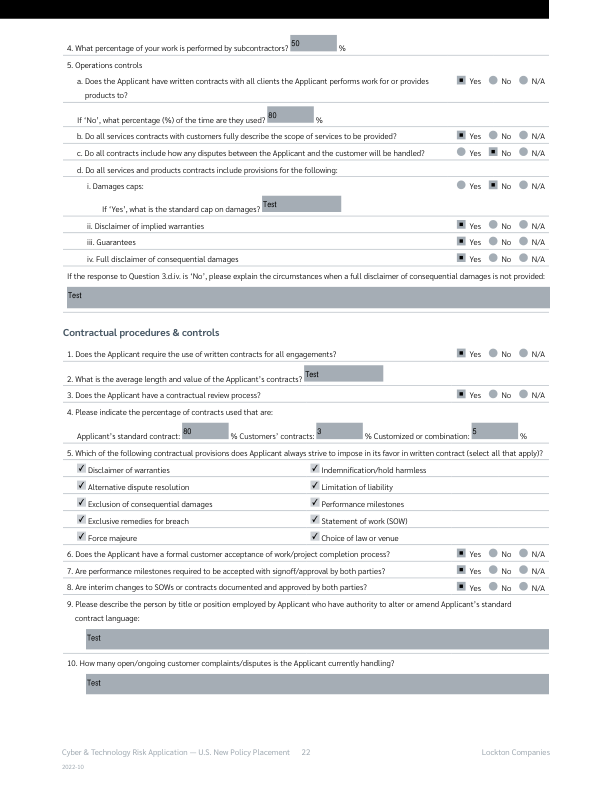 4. What percentage of your work is performed by subcontractors? 50 %
5. Operations controls
a. Does the Applicant have written contracts with all clients the Applicant performs work for or provides Yes No N/A
products to?
If ‘No’, what percentage (%) of the time are they used? 80 %
b. Do all services contracts with customers fully describe the scope of services to be provided? Yes No N/A
c. Do all contracts include how any disputes between the Applicant and the customer will be handled? Yes No N/A
d. Do all services and products contracts include provisions for the following:
i. Damages caps: Yes No N/A
If ‘Yes’, what is the standard cap on damages? Test
ii. Disclaimer of implied warranties Yes No N/A
iii. Guarantees Yes No N/A
iv. Full disclaimer of consequential damages Yes No N/A
If the response to Question 3.d.iv. is ‘No’, please explain the circumstances when a full disclaimer of consequential damages is not provided:
Test
Contractual procedures & controls
1. Does the Applicant require the use of written contracts for all engagements? Yes No N/A
2. What is the average length and value of the Applicant’s contracts? Test
3. Does the Applicant have a contractual review process? Yes No N/A
4. Please indicate the percentage of contracts used that are:
Applicant’s standard contract: 80 % Customers’ contracts: 3 % Customized or combination: 5 %
5. Which of the following contractual provisions does Applicant always strive to impose in its favor in written contract (select all that apply)?
Disclaimer of warranties Indemnification/hold harmless
Alternative dispute resolution Limitation of liability
Exclusion of consequential damages Performance milestones
Exclusive remedies for breach Statement of work (SOW)
Force majeure Choice of law or venue
6. Does the Applicant have a formal customer acceptance of work/project completion process? Yes No N/A
7. Are performance milestones required to be accepted with signoff/approval by both parties? Yes No N/A
8. Are interim changes to SOWs or contracts documented and approved by both parties? Yes No N/A
9. Please describe the person by title or position employed by Applicant who have authority to alter or amend Applicant’s standard
contract language:
Test
10. How many open/ongoing customer complaints/disputes is the Applicant currently handling?
Test
Cyber & Technology Risk Application — U.S. New Policy Placement 22 Lockton Companies
2022-10